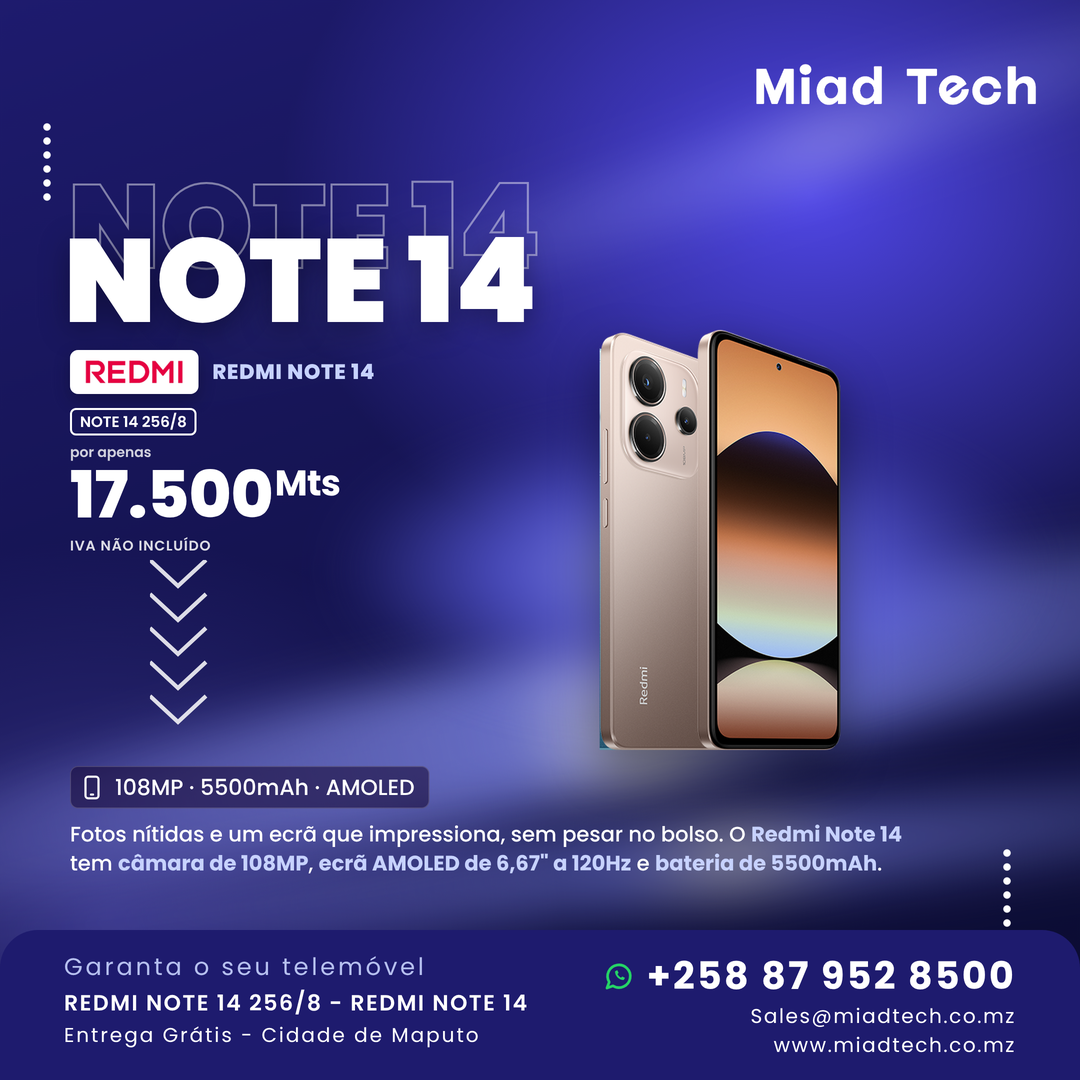 Miad Tech
NOTE 14
NOTE 14
REDMI REDMI NOTE 14
NOTE 14 256/8
por apenas
17.500Mts
IVA NÃO INCLUÍDO
Redmi
108MP · 5500mAh · AMOLED
Fotos nítidas e um ecrã que impressiona, sem pesar no bolso. O Redmi Note 14
tem câmara de 108MP, ecrã AMOLED de 6,67" a 120Hz e bateria de 5500mAh.
Garanta o seu telemóvel
REDMI NOTE 14 256/8 - REDMI NOTE 14
Entrega Grátis - Cidade de Maputo
+258 87 952 8500
Sales@miadtech.co.mz
www.miadtech.co.mz